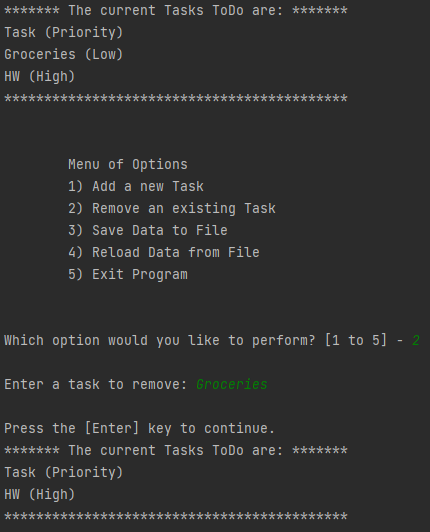 ******* The current Tasks ToDo are: *******
Task (Priority)
Groceries (Low)
HW (High)
*******************************************
Menu of Options
1) Add a new Task
2) Remove an existing Task
3) Save Data to File
4) Reload Data from File
5) Exit Program
Which option would you like to perform? [1 to 5] - 2
Enter a task to remove: Groceries
Press the [Enter] key to continue.
******* The current Tasks ToDo are: *******
Task (Priority)
HW (High)
*******************************************